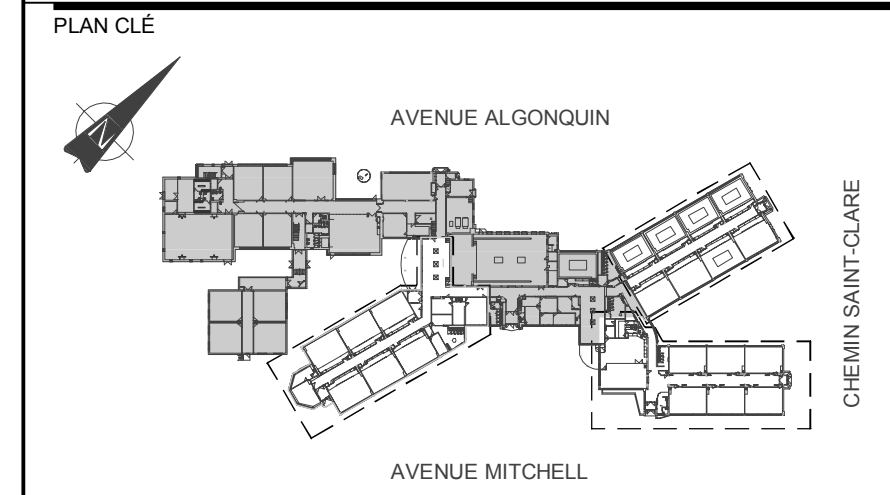 PLAN CLÉ
N
AVENUE ALGONQUIN
CHEMIN SAINT-CLARE
AVENUE MITCHELL